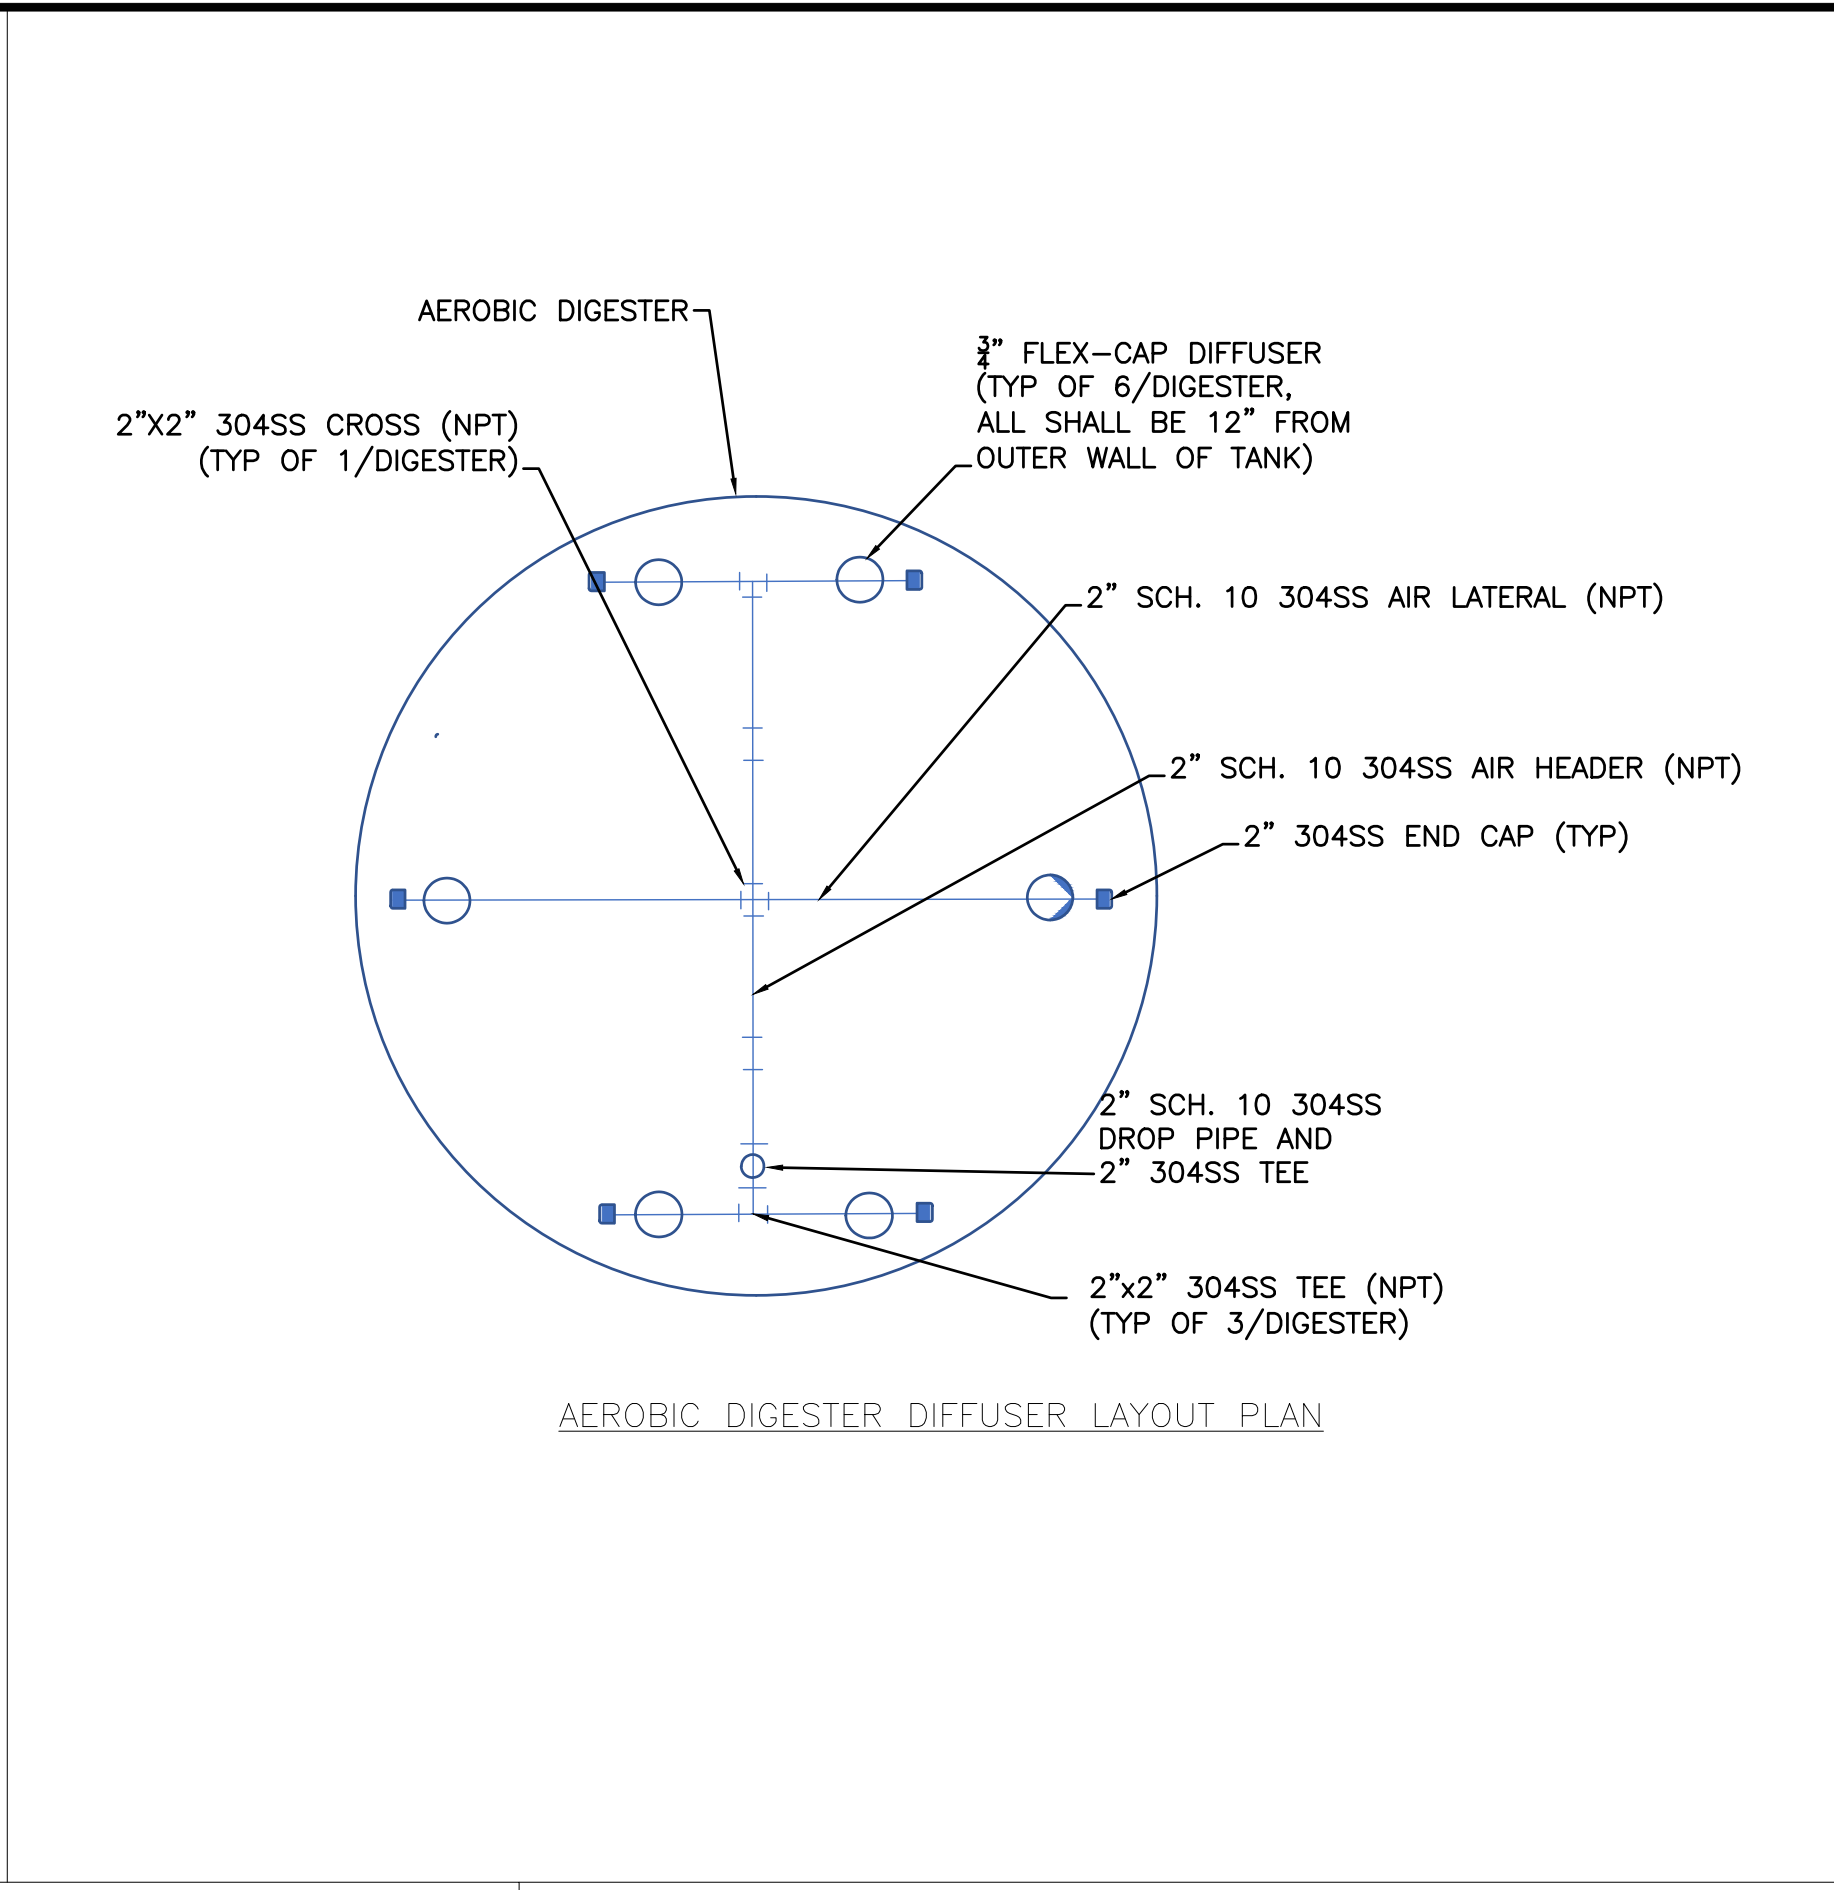 AEROBIC DIGESTER
¾” FLEX-CAP DIFFUSER
(TYP OF 6/DIGESTER,
ALL SHALL BE 12” FROM
OUTER WALL OF TANK)
2”X2” 304SS CROSS (NPT)
(TYP OF 1/DIGESTER)
2” SCH. 10 304SS AIR LATERAL (NPT)
2” SCH. 10 304SS AIR HEADER (NPT)
2” 304SS END CAP (TYP)
2” SCH. 10 304SS
DROP PIPE AND
2” 304SS TEE
2”x2” 304SS TEE (NPT)
(TYP OF 3/DIGESTER)
AEROBIC DIGESTER DIFFUSER LAYOUT PLAN